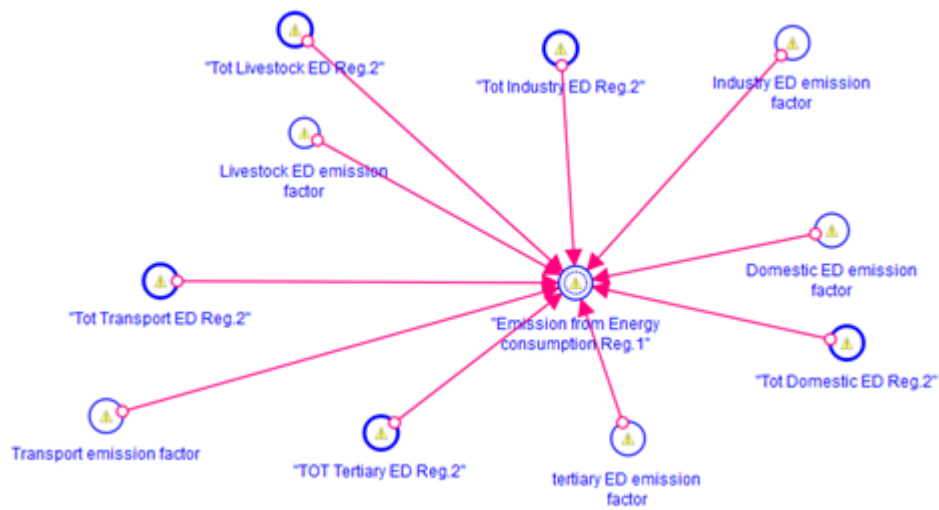 "Tot Livestock ED Reg.2"
"Tot Industry ED Reg.2"
Industry ED emission
factor
Livestock ED emission
factor
Domestic ED emission
factor
"Tot Transport ED Reg.2"
"Emission from Energy
consumption Reg.1"
"Tot Domestic ED Reg.2"
Transport emission factor
"TOT Tertiary ED Reg.2"
tertiary ED emission
factor